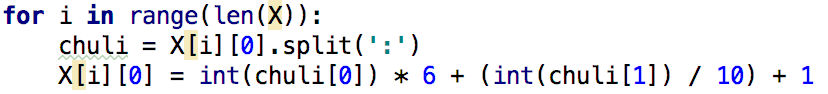 for i in range(len(X)):
    chuli = X[i][0].split(':')
    X[i][0] = int(chuli[0]) * 6 + (int(chuli[1]) / 10) + 1